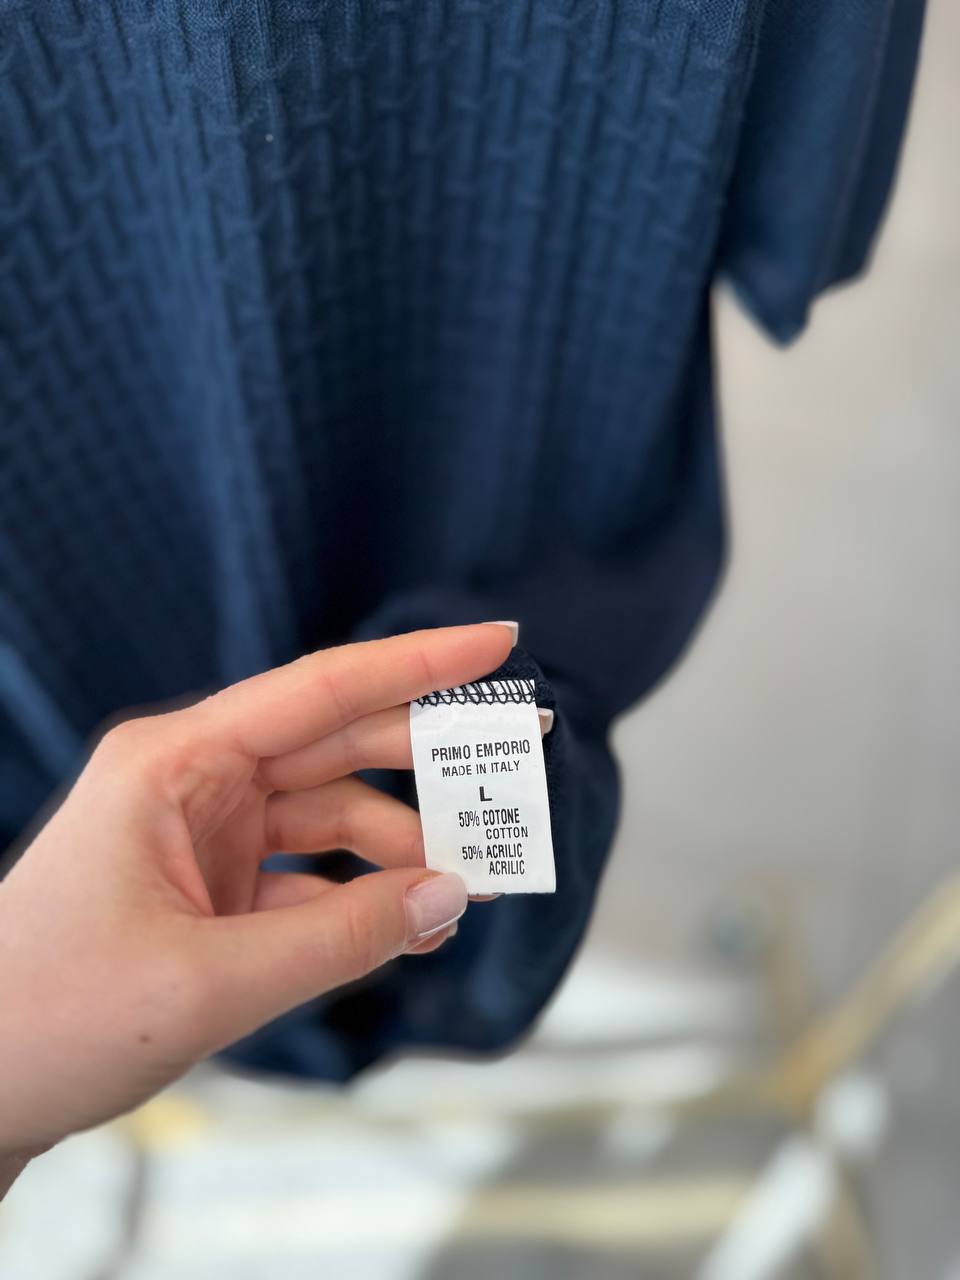 PRIMO EMPORIO
MADE IN ITALY
L
50% COTONE
COTTON
50% ACRILIC
ACRILIC